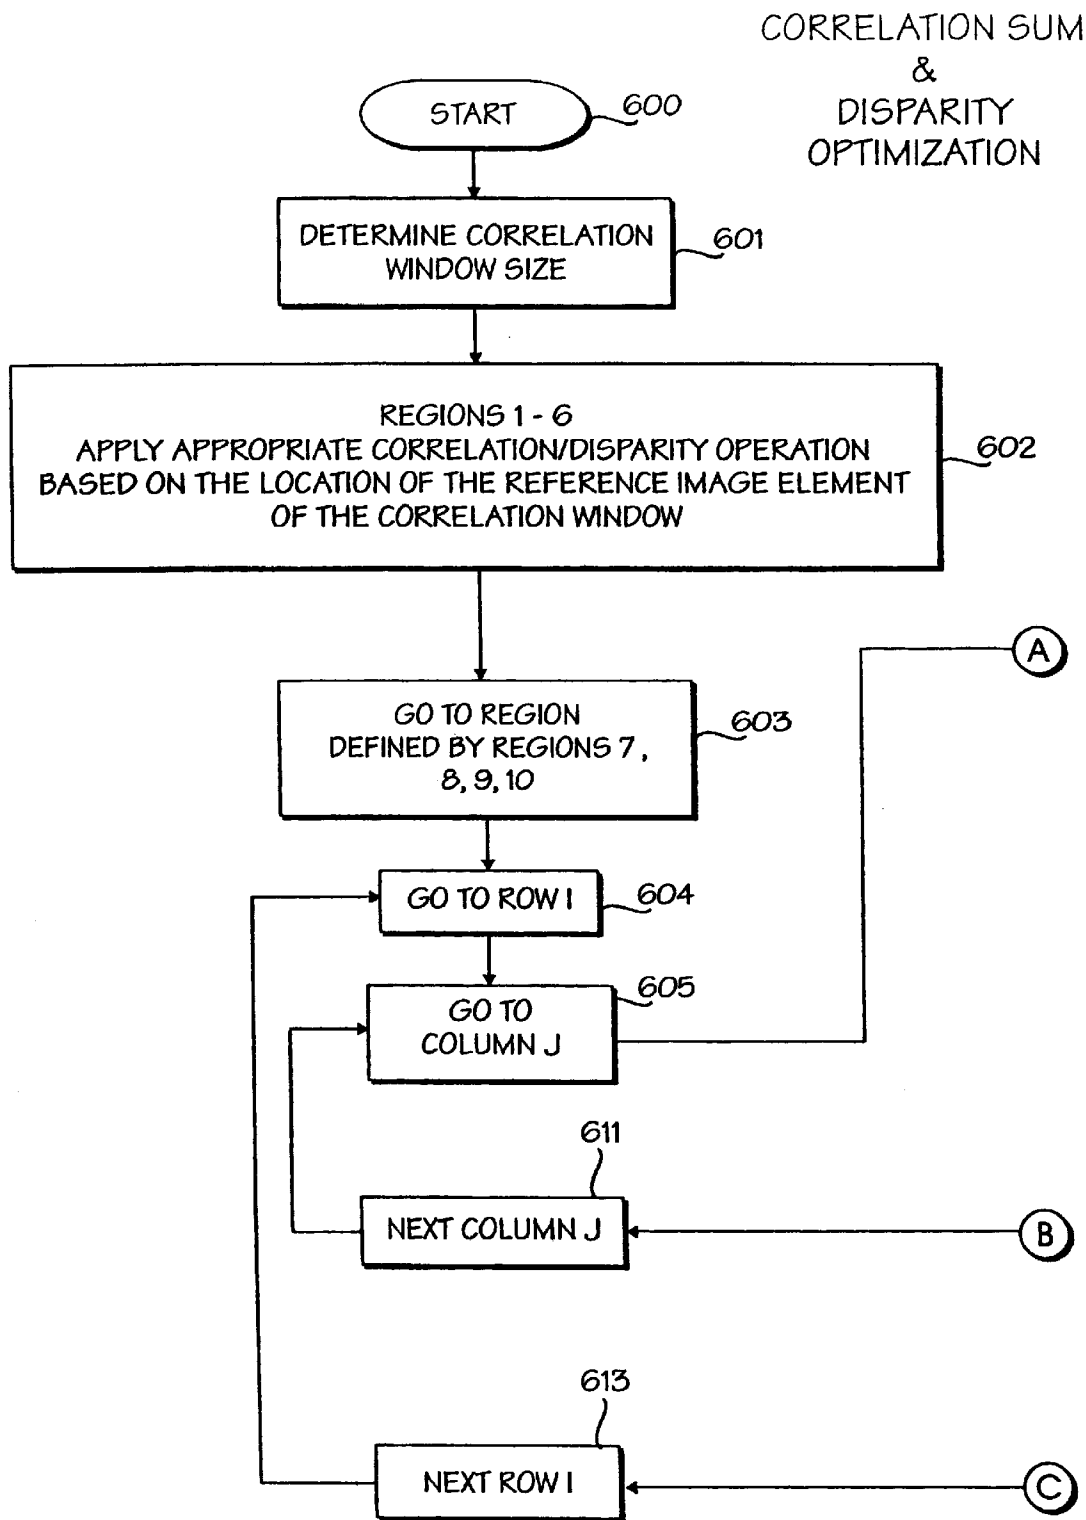 CORRELATION SUM
&
DISPARITY
OPTIMIZATION
START
600
DETERMINE CORRELATION
WINDOW SIZE
601
REGIONS 1 - 6
APPLY APPROPRIATE CORRELATION/DISPARITY OPERATION
BASED ON THE LOCATION OF THE REFERENCE IMAGE ELEMENT
OF THE CORRELATION WINDOW
602
A
GO TO REGION
DEFINED BY REGIONS 7,
8, 9, 10
603
GO TO ROW I
604
GO TO
COLUMN J
605
611
NEXT COLUMN J
B
613
NEXT ROW I
C